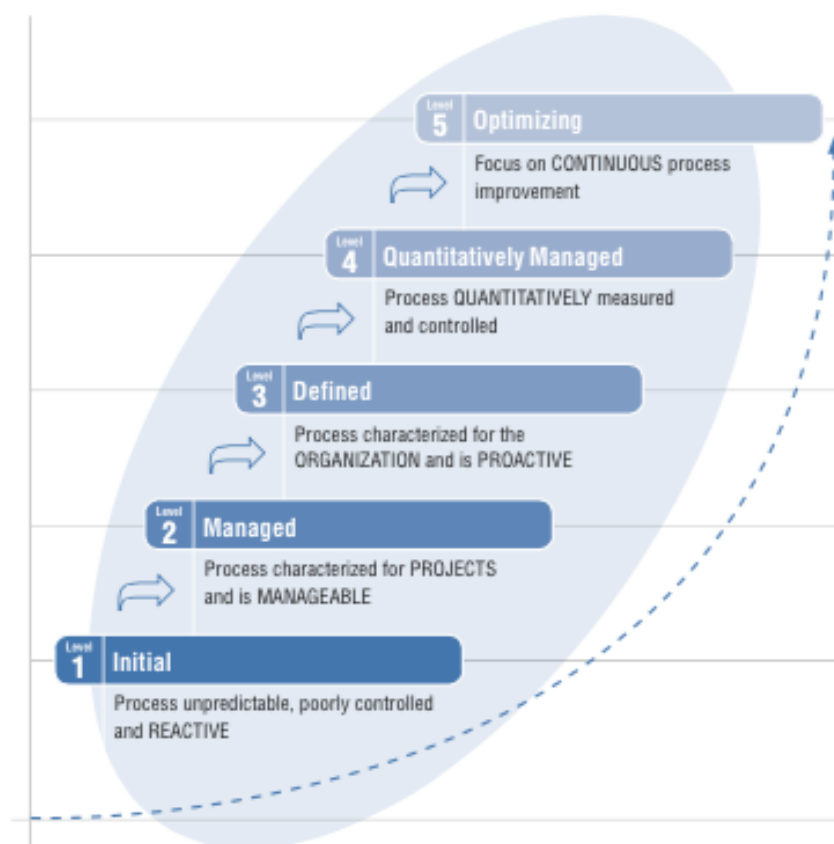 Level
5
Optimizing
Focus on CONTINUOUS process
improvement
Level
4
Quantitatively Managed
Process QUANTITATIVELY measured
and controlled
Level
3
Defined
Process characterized for the
ORGANIZATION and is PROACTIVE
Level
2
Managed
Process characterized for PROJECTS
and is MANAGEABLE
Level
1
Initial
Process unpredictable, poorly controlled
and REACTIVE